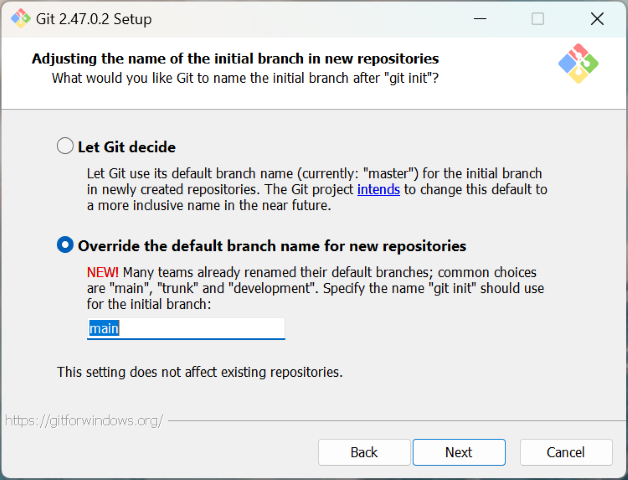 Git 2.47.0.2 Setup
Adjusting the name of the initial branch in new repositories
What would you like Git to name the initial branch after "git init"?
Let Git decide
Let Git use its default branch name (currently: "master") for the initial branch
in newly created repositories. The Git project intends to change this default to
a more inclusive name in the near future.
Override the default branch name for new repositories
NEW! Many teams already renamed their default branches; common choices
are "main", "trunk" and "development". Specify the name "git init" should use
for the initial branch:
main
This setting does not affect existing repositories.
https://gitforwindows.org/
Back
Next
Cancel